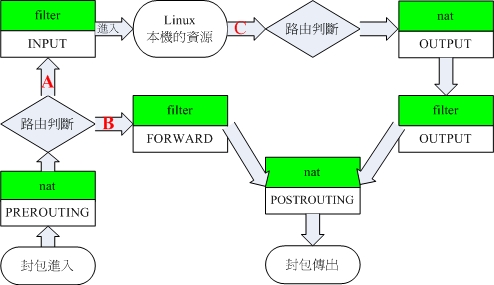 filter
INPUT
進入
Linux
本機的資源
C
路由判斷
nat
OUTPUT
A
路由判斷
B
filter
FORWARD
filter
OUTPUT
nat
PREROUTING
nat
POSTROUTING
封包進入
封包傳出